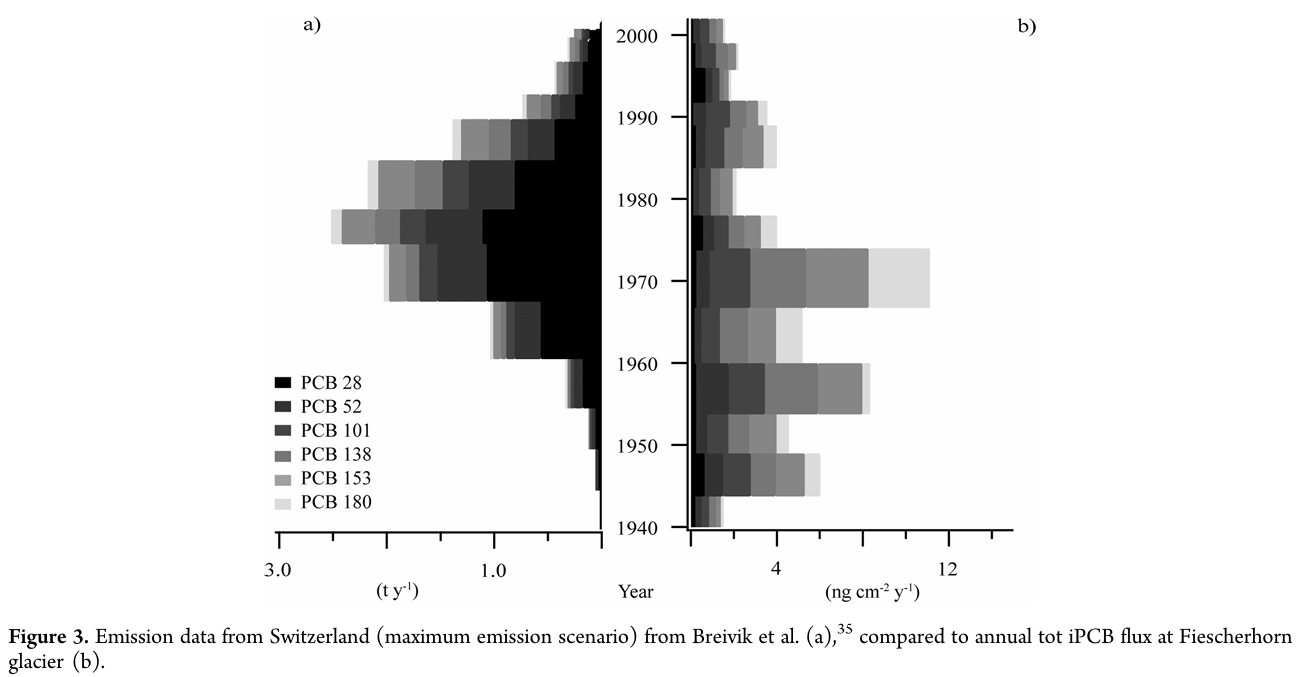 a)
b)
2000
1990
1980
1970
1960
1950
1940
PCB 28
PCB 52
PCB 101
PCB 138
PCB 153
PCB 180
3.0
1.0
(t y⁻¹)
Year
4
12
(ng cm⁻² y⁻¹)
Figure 3. Emission data from Switzerland (maximum emission scenario) from Breivik et al. (a),³⁵ compared to annual tot iPCB flux at Fiescherhorn
glacier (b).